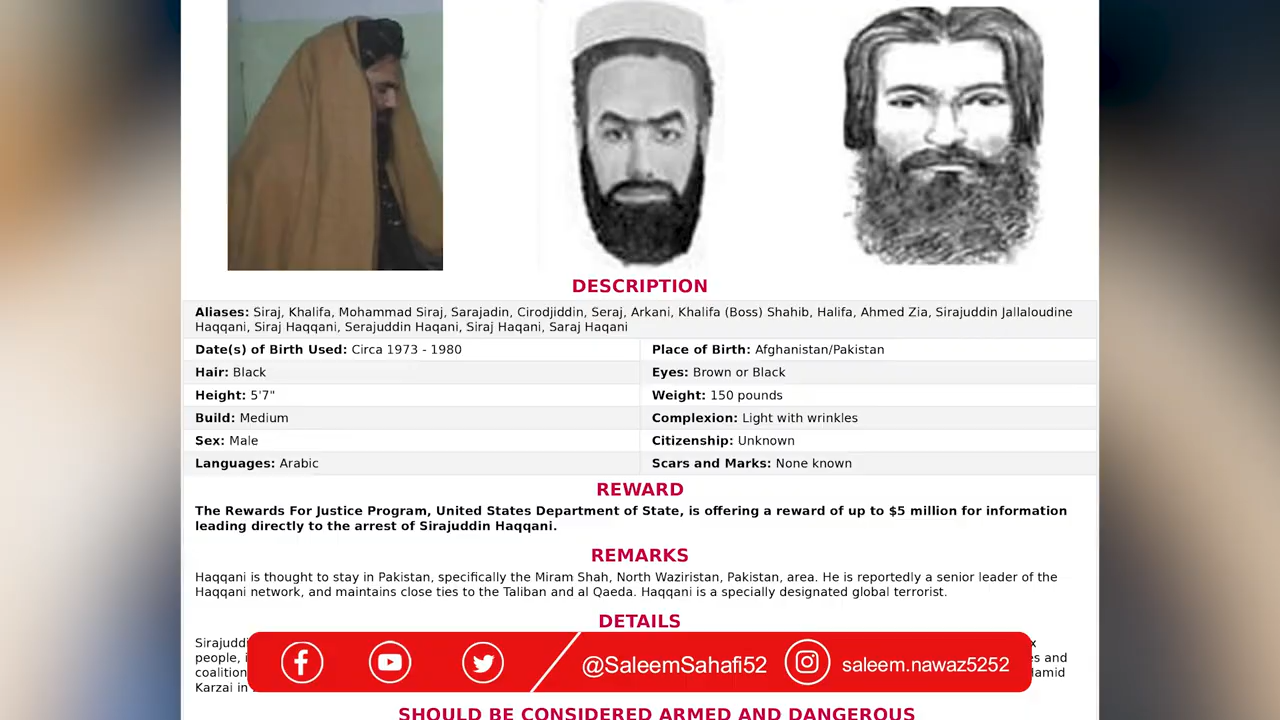 DESCRIPTION
Aliases: Siraj, Khalifa, Mohammad Siraj, Sarajadin, Cirodjiddin, Seraj, Arkani, Khalifa (Boss) Shahib, Halifa, Ahmed Zia, Sirajuddin Jallaloudine
Haqqani, Siraj Haqqani, Serajuddin Haqani, Siraj Haqani, Saraj Haqani
Date(s) of Birth Used: Circa 1973 - 1980
Place of Birth: Afghanistan/Pakistan
Hair: Black
Eyes: Brown or Black
Height: 5'7"
Weight: 150 pounds
Build: Medium
Complexion: Light with wrinkles
Sex: Male
Citizenship: Unknown
Languages: Arabic
Scars and Marks: None known
REWARD
The Rewards For Justice Program, United States Department of State, is offering a reward of up to $5 million for information
leading directly to the arrest of Sirajuddin Haqqani.
REMARKS
Haqqani is thought to stay in Pakistan, specifically the Miram Shah, North Waziristan, Pakistan, area. He is reportedly a senior leader of the
Haqqani network, and maintains close ties to the Taliban and al Qaeda. Haqqani is a specially designated global terrorist.
DETAILS
people,
and
coalition
Karzai in
@SaleemSahafi52
saleem.nawaz5252
SHOULD BE CONSIDERED ARMED AND DANGEROUS